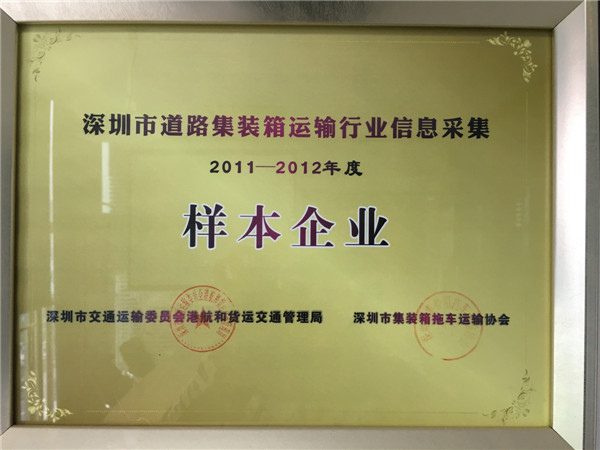 深圳市道路集装箱运输行业信息采集
2011—2012年度
样本企业
深圳市交通运输委员会港航和货运交通管理局
深圳市集装箱拖车运输协会